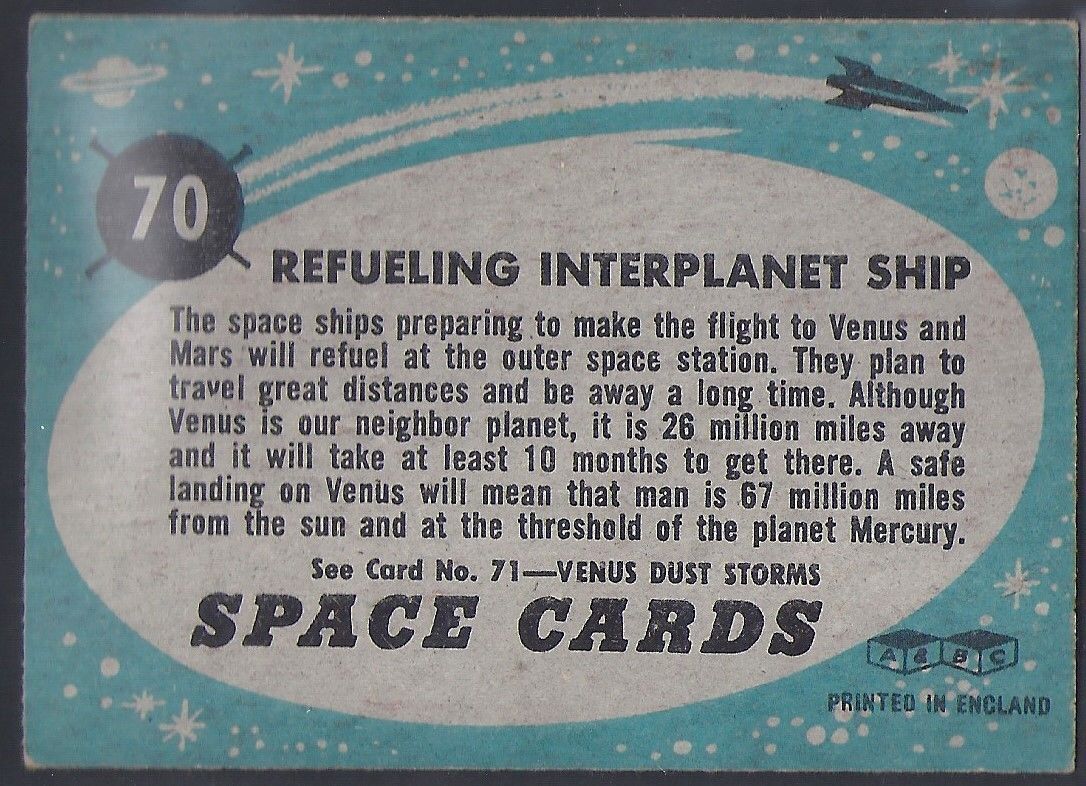 70
REFUELING INTERPLANET SHIP
The space ships preparing to make the flight to Venus and
Mars will refuel at the outer space station. They plan to
travel great distances and be away a long time. Although
Venus is our neighbor planet, it is 26 million miles away
and it will take at least 10 months to get there. A safe
landing on Venus will mean that man is 67 million miles
from the sun and at the threshold of the planet Mercury.
See Card No. 71—VENUS DUST STORMS
SPACE CARDS
A & B C
PRINTED IN ENGLAND